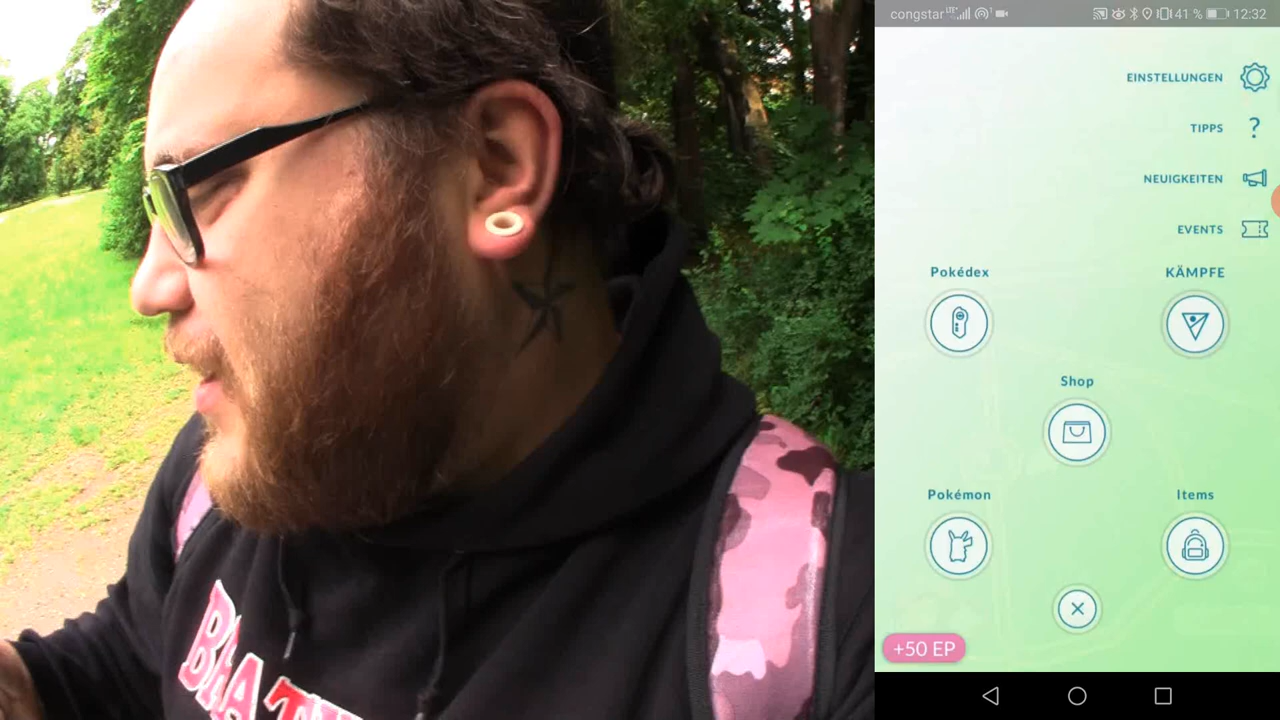 congstar 41 % 12:32
EINSTELLUNGEN
TIPPS ?
NEUIGKEITEN
EVENTS
Pokédex KÄMPFE
Shop
Pokémon Items
+50 EP